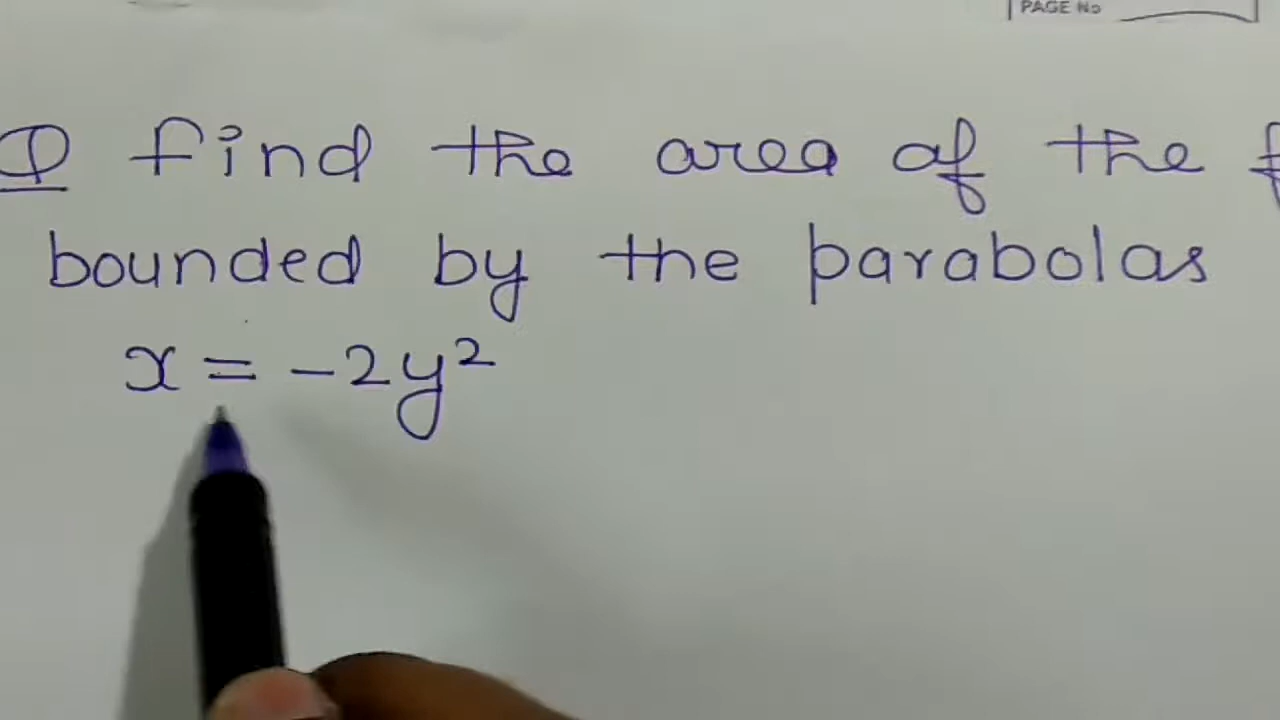 PAGE No
Q find the area of the f
bounded by the parabolas
x = -2y²